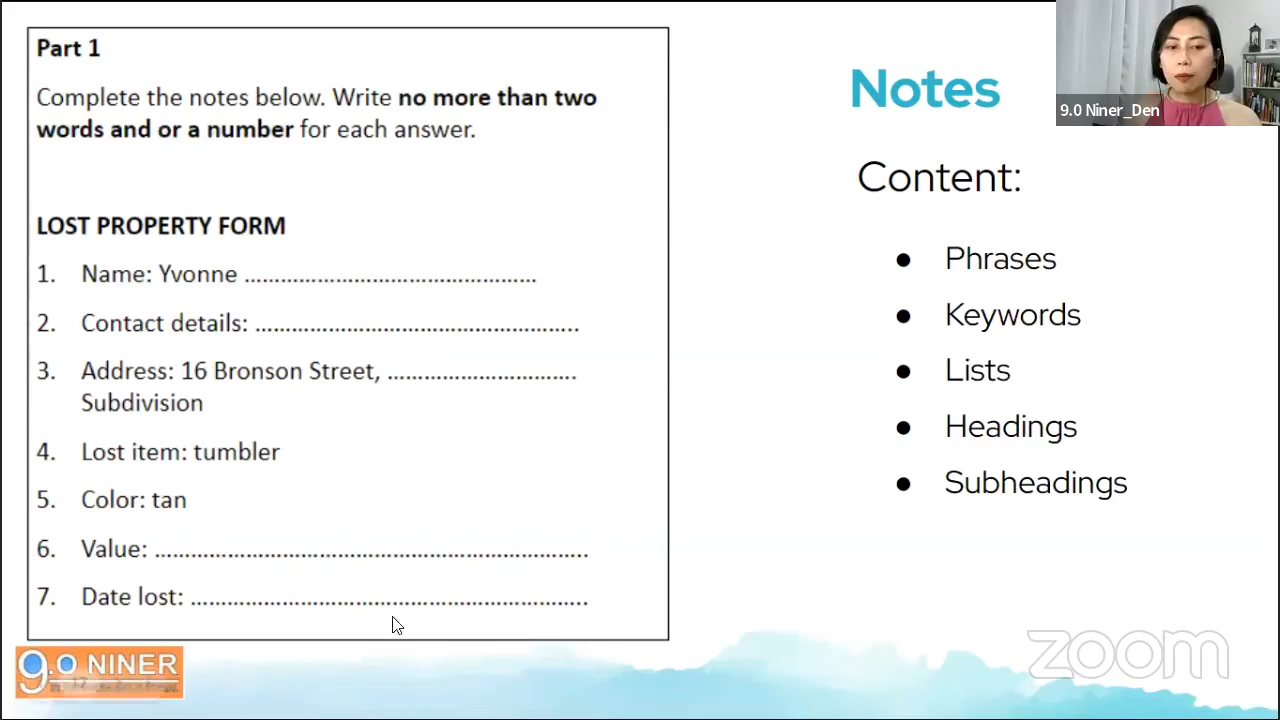 Part 1
Complete the notes below. Write no more than two
words and or a number for each answer.
LOST PROPERTY FORM
1. Name: Yvonne ................................................
2. Contact details: .....................................................
3. Address: 16 Bronson Street, ...............................
Subdivision
4. Lost item: tumbler
5. Color: tan
6. Value: ......................................................................
7. Date lost: .................................................................
Notes
Content:
● Phrases
● Keywords
● Lists
● Headings
● Subheadings
9.0 Niner_Den
9.0 NINER
zoom